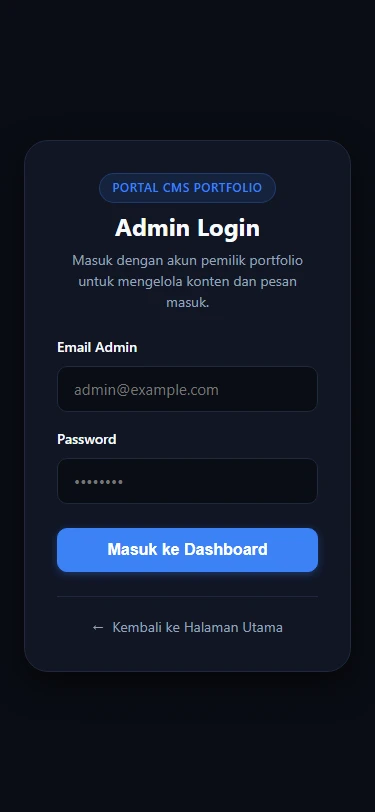 PORTAL CMS PORTFOLIO
Admin Login
Masuk dengan akun pemilik portfolio
untuk mengelola konten dan pesan
masuk.
Email Admin
admin@example.com
Password
••••••••
Masuk ke Dashboard
← Kembali ke Halaman Utama